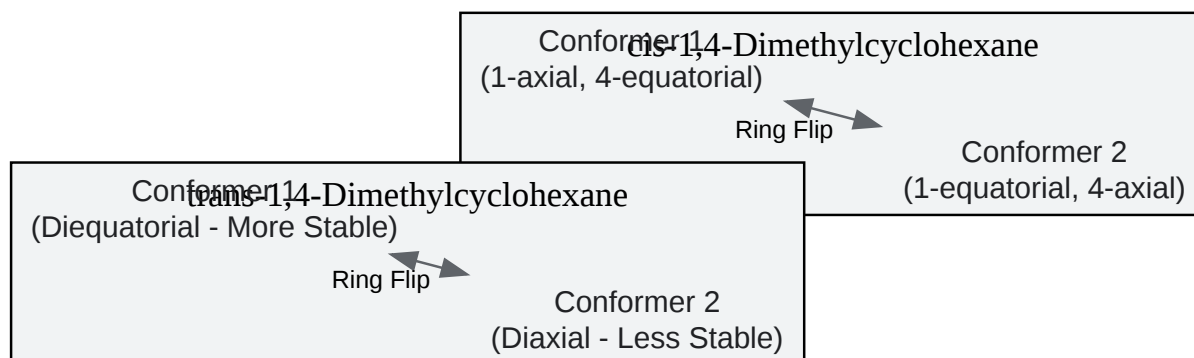 cis-1,4-Dimethylcyclohexane
Conformer 1
(1-axial, 4-equatorial)
Ring Flip
Conformer 2
(1-equatorial, 4-axial)
trans-1,4-Dimethylcyclohexane
Conformer 1
(Diequatorial - More Stable)
Ring Flip
Conformer 2
(Diaxial - Less Stable)